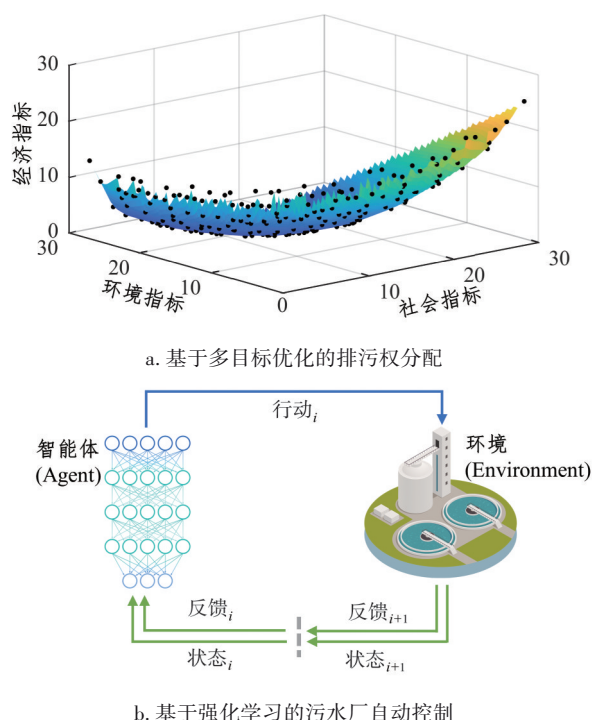 30
20
10
0
经济指标
30
20
10
0
环境指标
10
20
30
社会指标
a. 基于多目标优化的排污权分配
行动i
智能体
(Agent)
环境
(Environment)
反馈i
反馈i+1
状态i
状态i+1
b. 基于强化学习的污水厂自动控制